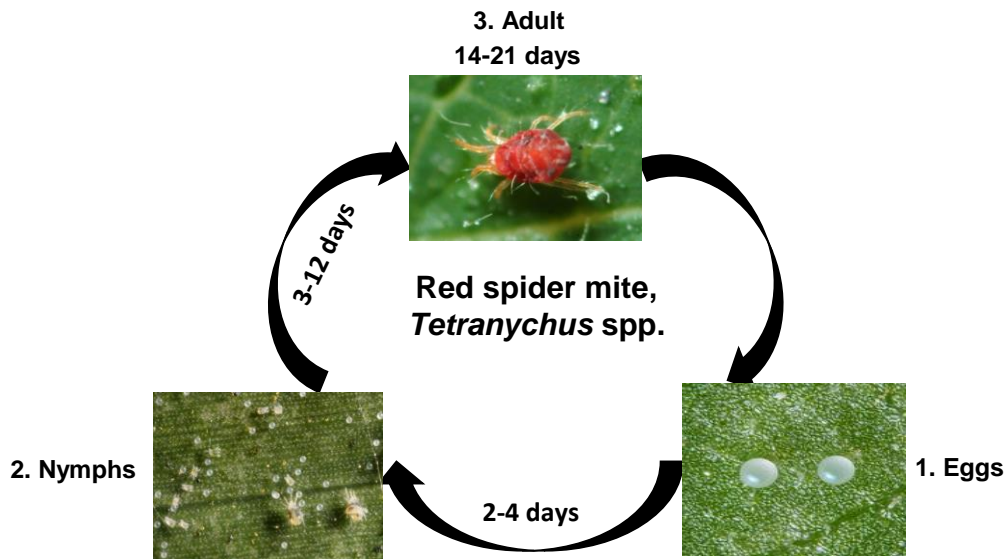 3. Adult
14-21 days
3-12 days
Red spider mite,
Tetranychus spp.
2. Nymphs
1. Eggs
2-4 days